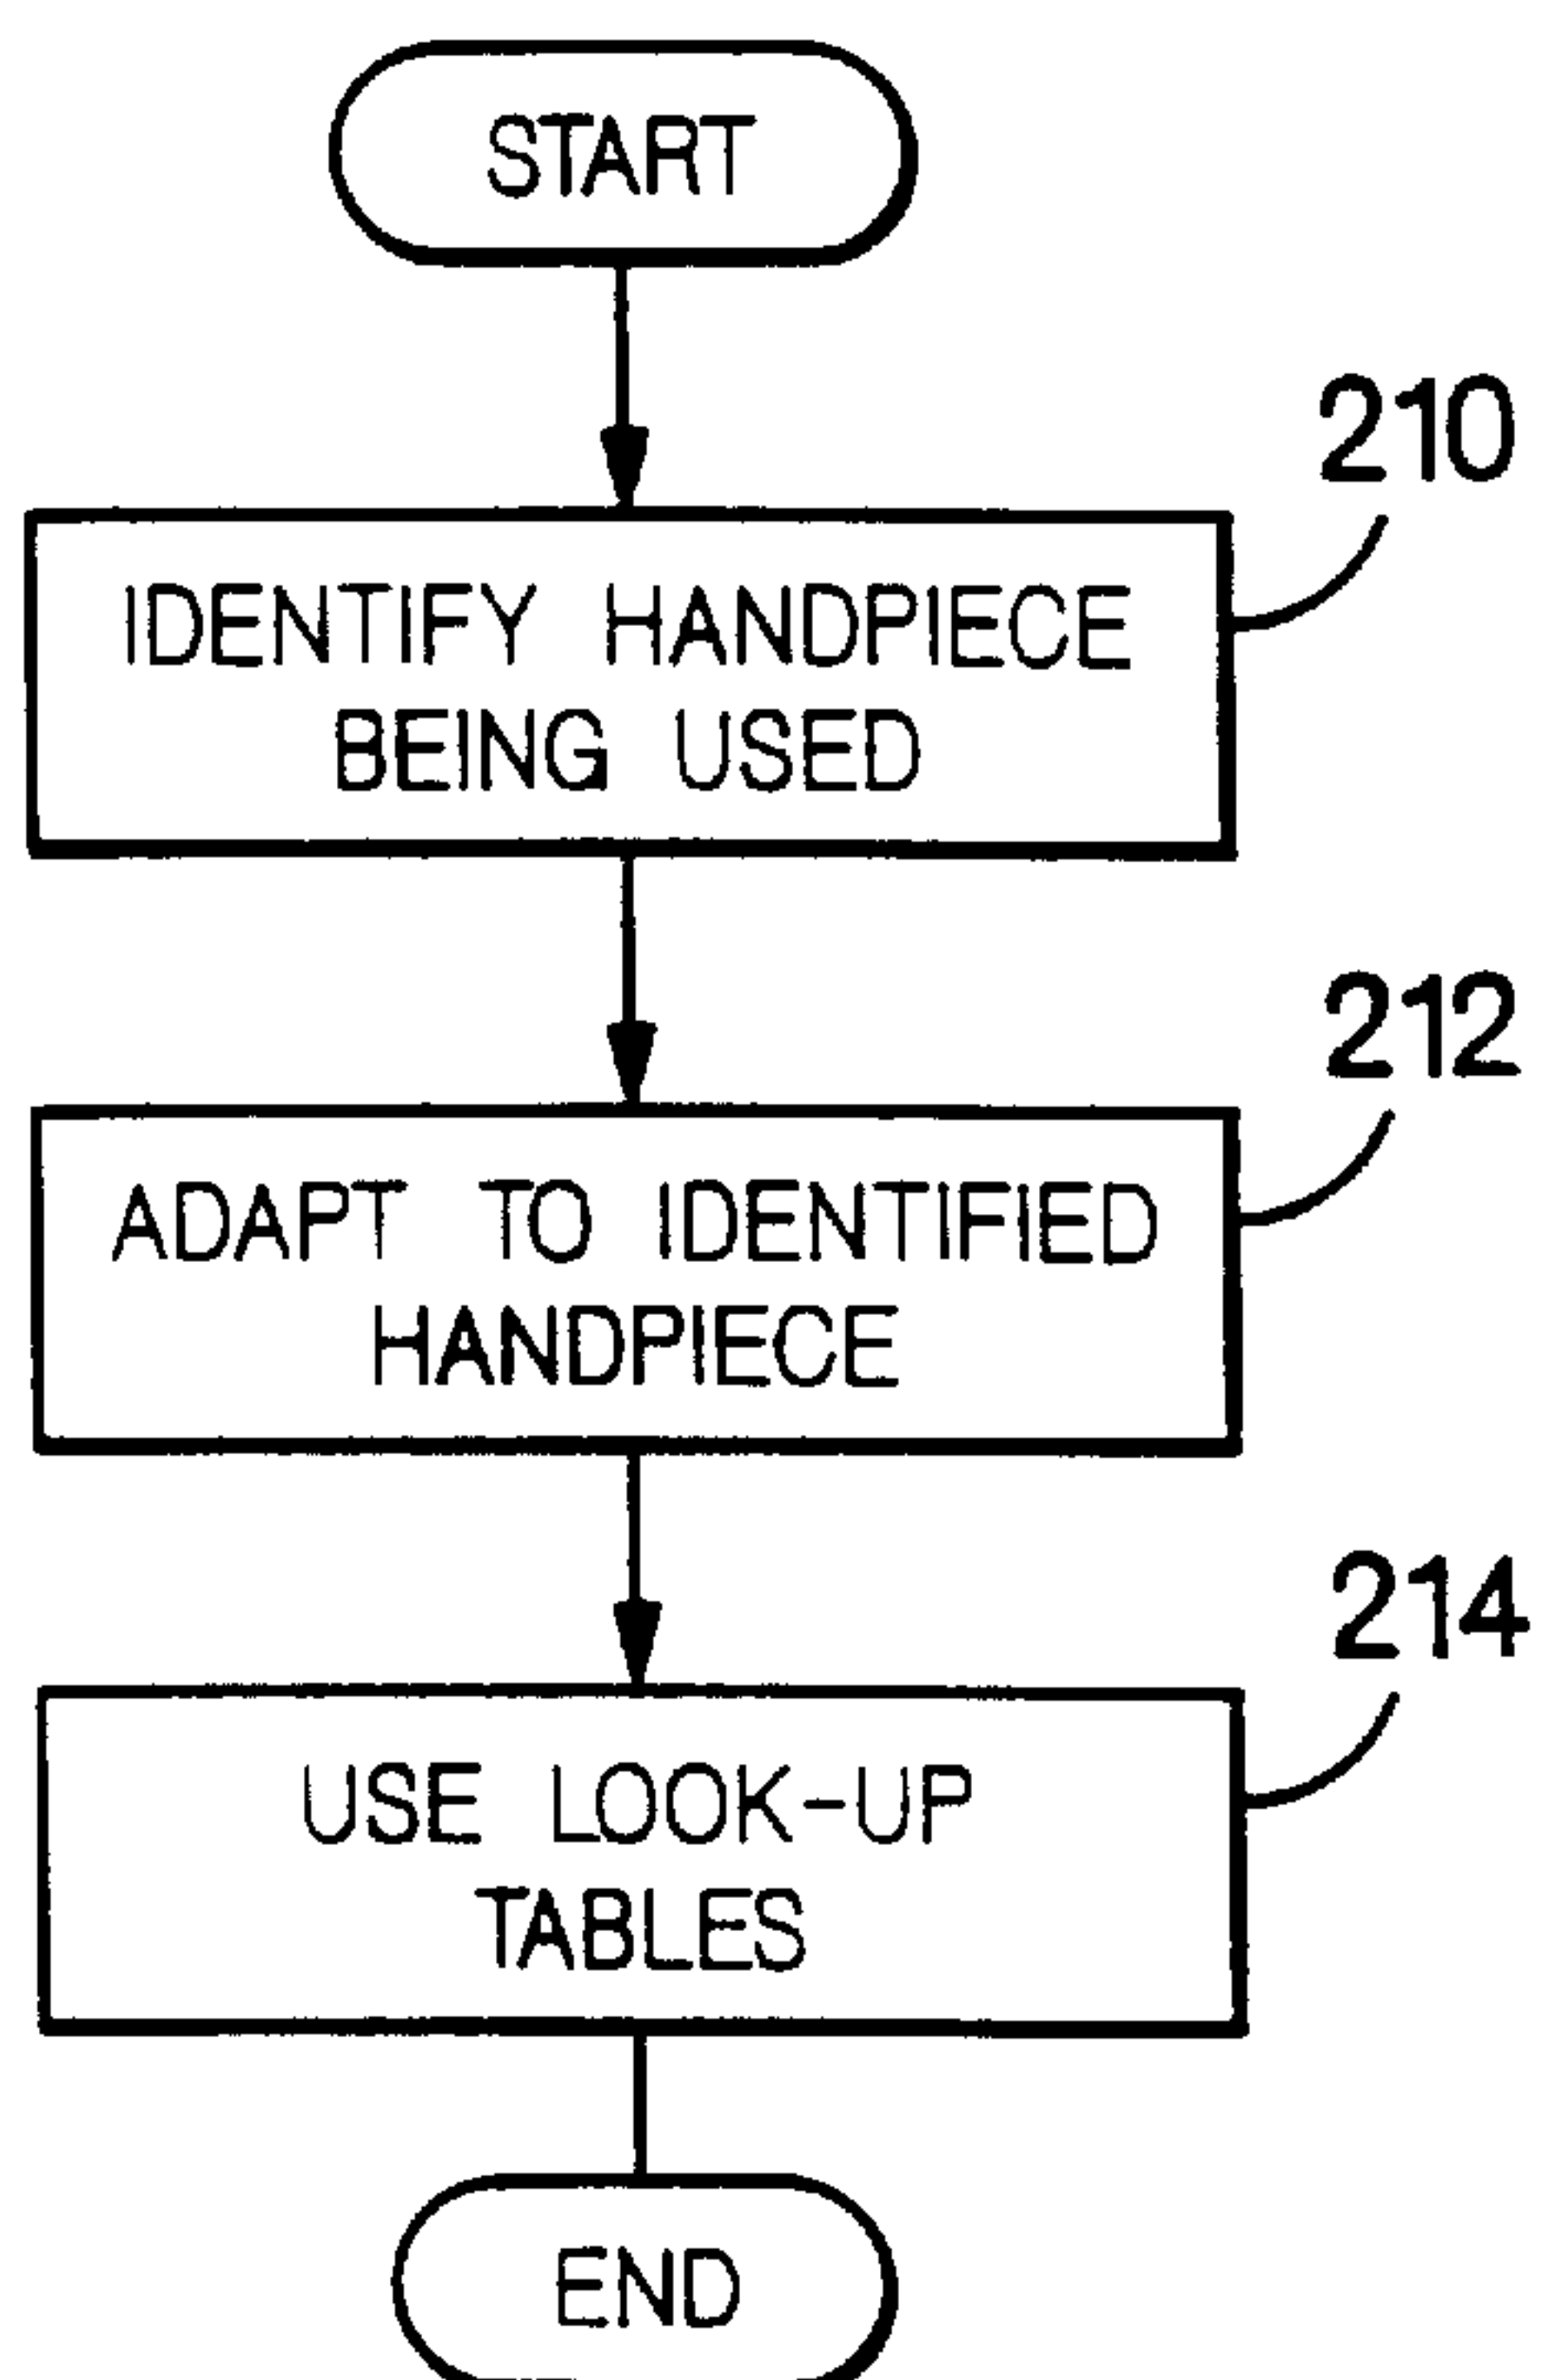 START
210
IDENTIFY HANDPIECE
BEING USED
212
ADAPT TO IDENTIFIED
HANDPIECE
214
USE LOOK-UP
TABLES
END